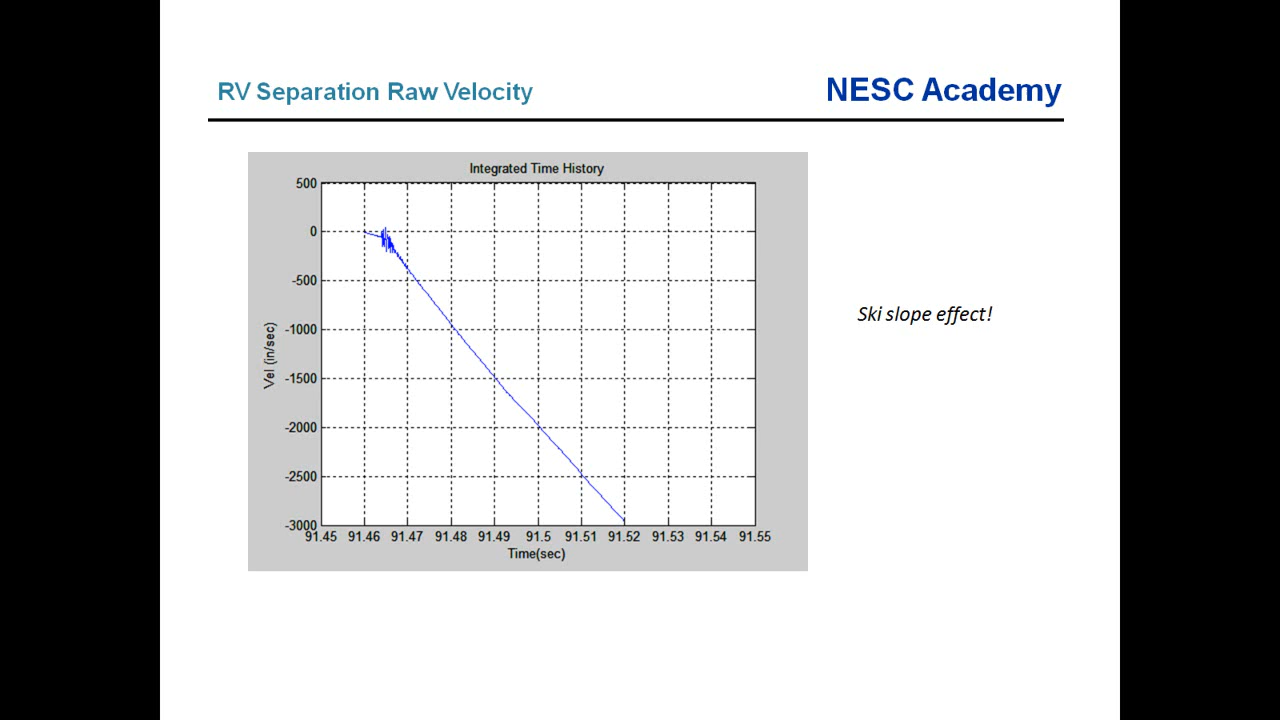 RV Separation Raw Velocity
NESC Academy
Integrated Time History
500
0
-500
-1000
-1500
-2000
-2500
-3000
Vel (in/sec)
91.45 91.46 91.47 91.48 91.49 91.5 91.51 91.52 91.53 91.54 91.55
Time(sec)
Ski slope effect!